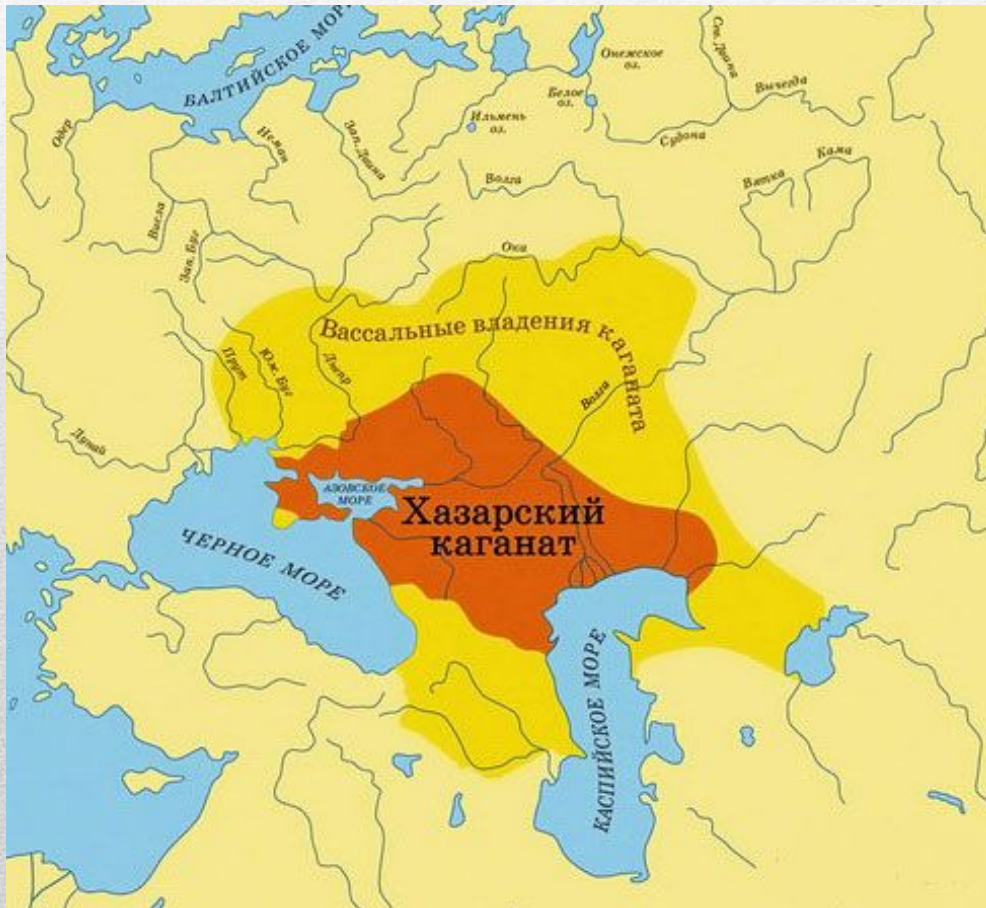 БАЛТИЙСКОЕ МОРЕ
Онежское
оз.
Сев. Двина
Вычегда
Белое
оз.
Ильмень
оз.
Сухона
Одер
Неман
Зап. Двина
Волга
Вятка
Кама
Висла
Зап. Буг
Ока
Вассальные владения каганата
Прут
Юж. Буг
Днепр
Волга
Дунай
АЗОВСКОЕ
МОРЕ
Хазарский
каганат
ЧЕРНОЕ МОРЕ
КАСПИЙСКОЕ МОРЕ